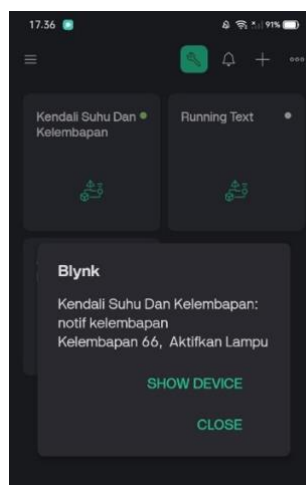 17.36
91%
Kendali Suhu Dan
Kelembapan
Running Text
Blynk
Kendali Suhu Dan Kelembapan:
notif kelembapan
Kelembapan 66, Aktifkan Lampu
SHOW DEVICE
CLOSE